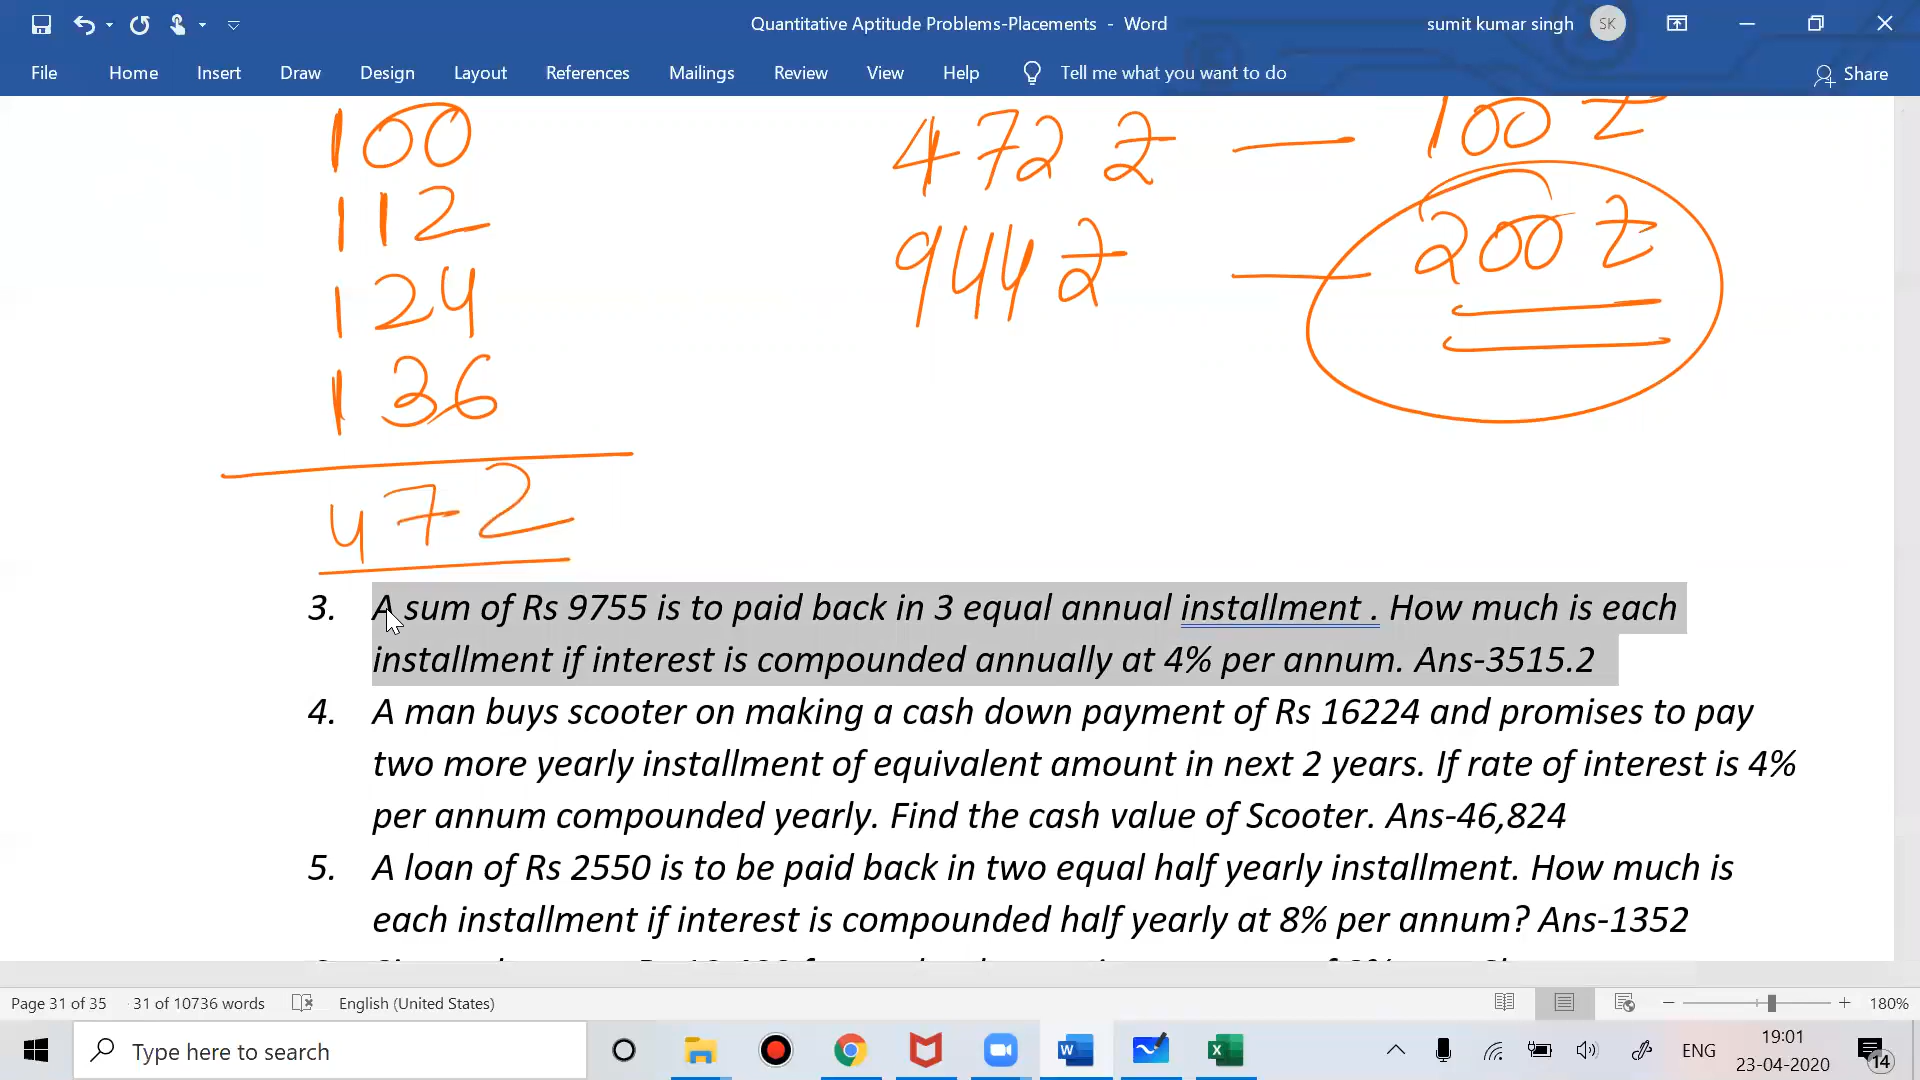 Quantitative Aptitude Problems-Placements - Word
sumit kumar singh
SK
File Home Insert Draw Design Layout References Mailings Review View Help Tell me what you want to do
Share
100
112
124
136
472
472 — 100
944 — 200
3. A sum of Rs 9755 is to paid back in 3 equal annual installment . How much is each
installment if interest is compounded annually at 4% per annum. Ans-3515.2
4. A man buys scooter on making a cash down payment of Rs 16224 and promises to pay
two more yearly installment of equivalent amount in next 2 years. If rate of interest is 4%
per annum compounded yearly. Find the cash value of Scooter. Ans-46,824
5. A loan of Rs 2550 is to be paid back in two equal half yearly installment. How much is
each installment if interest is compounded half yearly at 8% per annum? Ans-1352
Page 31 of 35 31 of 10736 words English (United States)
180%
Type here to search
ENG
19:01
23-04-2020
14